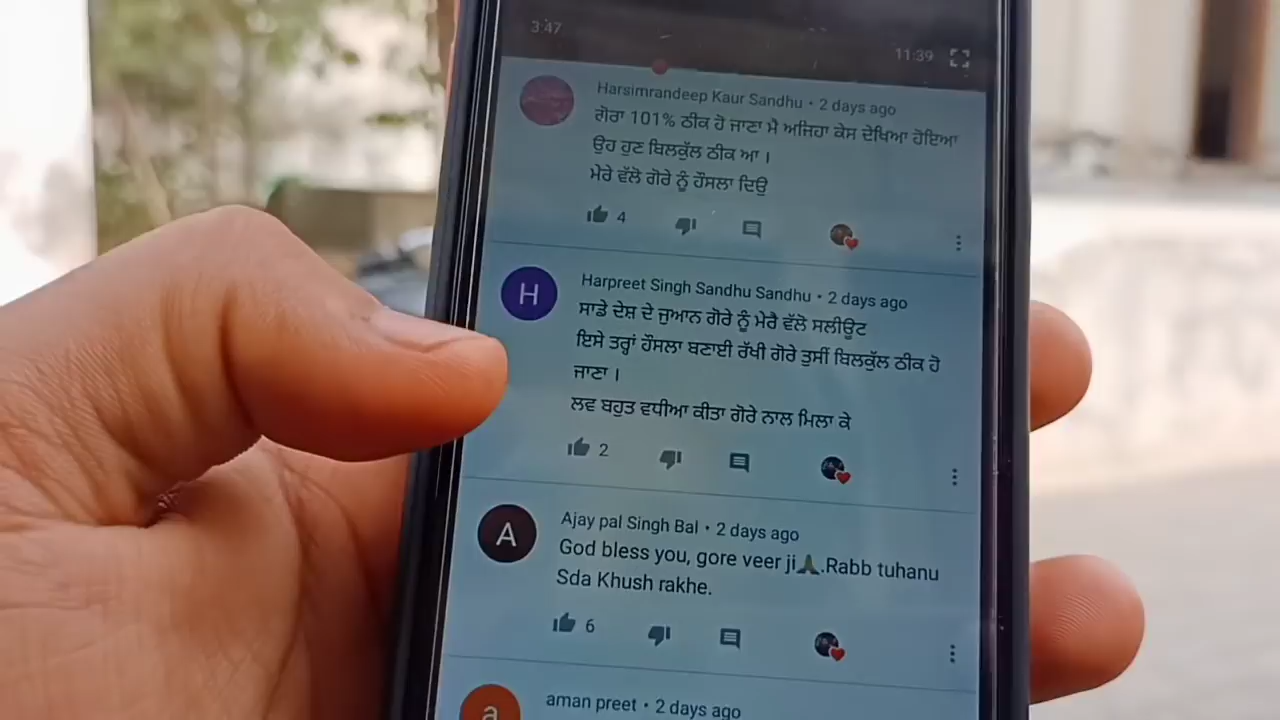 3:47
11:39
Harsimrandeep Kaur Sandhu • 2 days ago
ਗੋਰਾ 101% ਠੀਕ ਹੋ ਜਾਣਾ ਮੈ ਅਜਿਹਾ ਕੇਸ ਦੇਖਿਆ ਹੋਇਆ
ਉਹ ਹੁਣ ਬਿਲਕੁੱਲ ਠੀਕ ਆ ।
ਮੇਰੇ ਵੱਲੋ ਗੋਰੇ ਨੂੰ ਹੌਸਲਾ ਦਿਉ
4
H
Harpreet Singh Sandhu Sandhu • 2 days ago
ਸਾਡੇ ਦੇਸ਼ ਦੇ ਜੁਆਨ ਗੋਰੇ ਨੂੰ ਮੇਰੈ ਵੱਲੋ ਸਲੀਊਟ
ਇਸੇ ਤਰ੍ਹਾਂ ਹੌਸਲਾ ਬਣਾਈ ਰੱਖੀ ਗੋਰੇ ਤੁਸੀਂ ਬਿਲਕੁੱਲ ਠੀਕ ਹੋ
ਜਾਣਾ ।
ਲਵ ਬਹੁਤ ਵਧੀਆ ਕੀਤਾ ਗੋਰੇ ਨਾਲ ਮਿਲਾ ਕੇ
2
A
Ajay pal Singh Bal • 2 days ago
God bless you, gore veer ji🙏.Rabb tuhanu
Sda Khush rakhe.
6
a
aman preet • 2 days ago